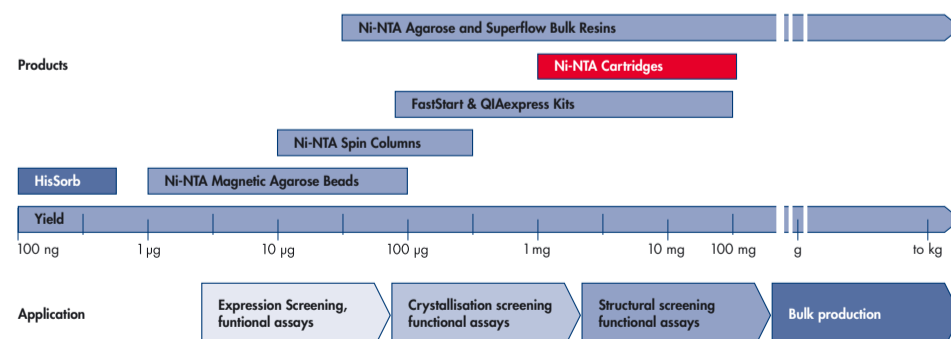 Ni-NTA Agarose and Superflow Bulk Resins
Products
Ni-NTA Cartridges
FastStart & QIAexpress Kits
Ni-NTA Spin Columns
HisSorb
Ni-NTA Magnetic Agarose Beads
Yield
100 ng
1 µg
10 µg
100 µg
1 mg
10 mg
100 mg
g
to kg
Application
Expression Screening,
funtional assays
Crystallisation screening
functional assays
Structural screening
functional assays
Bulk production